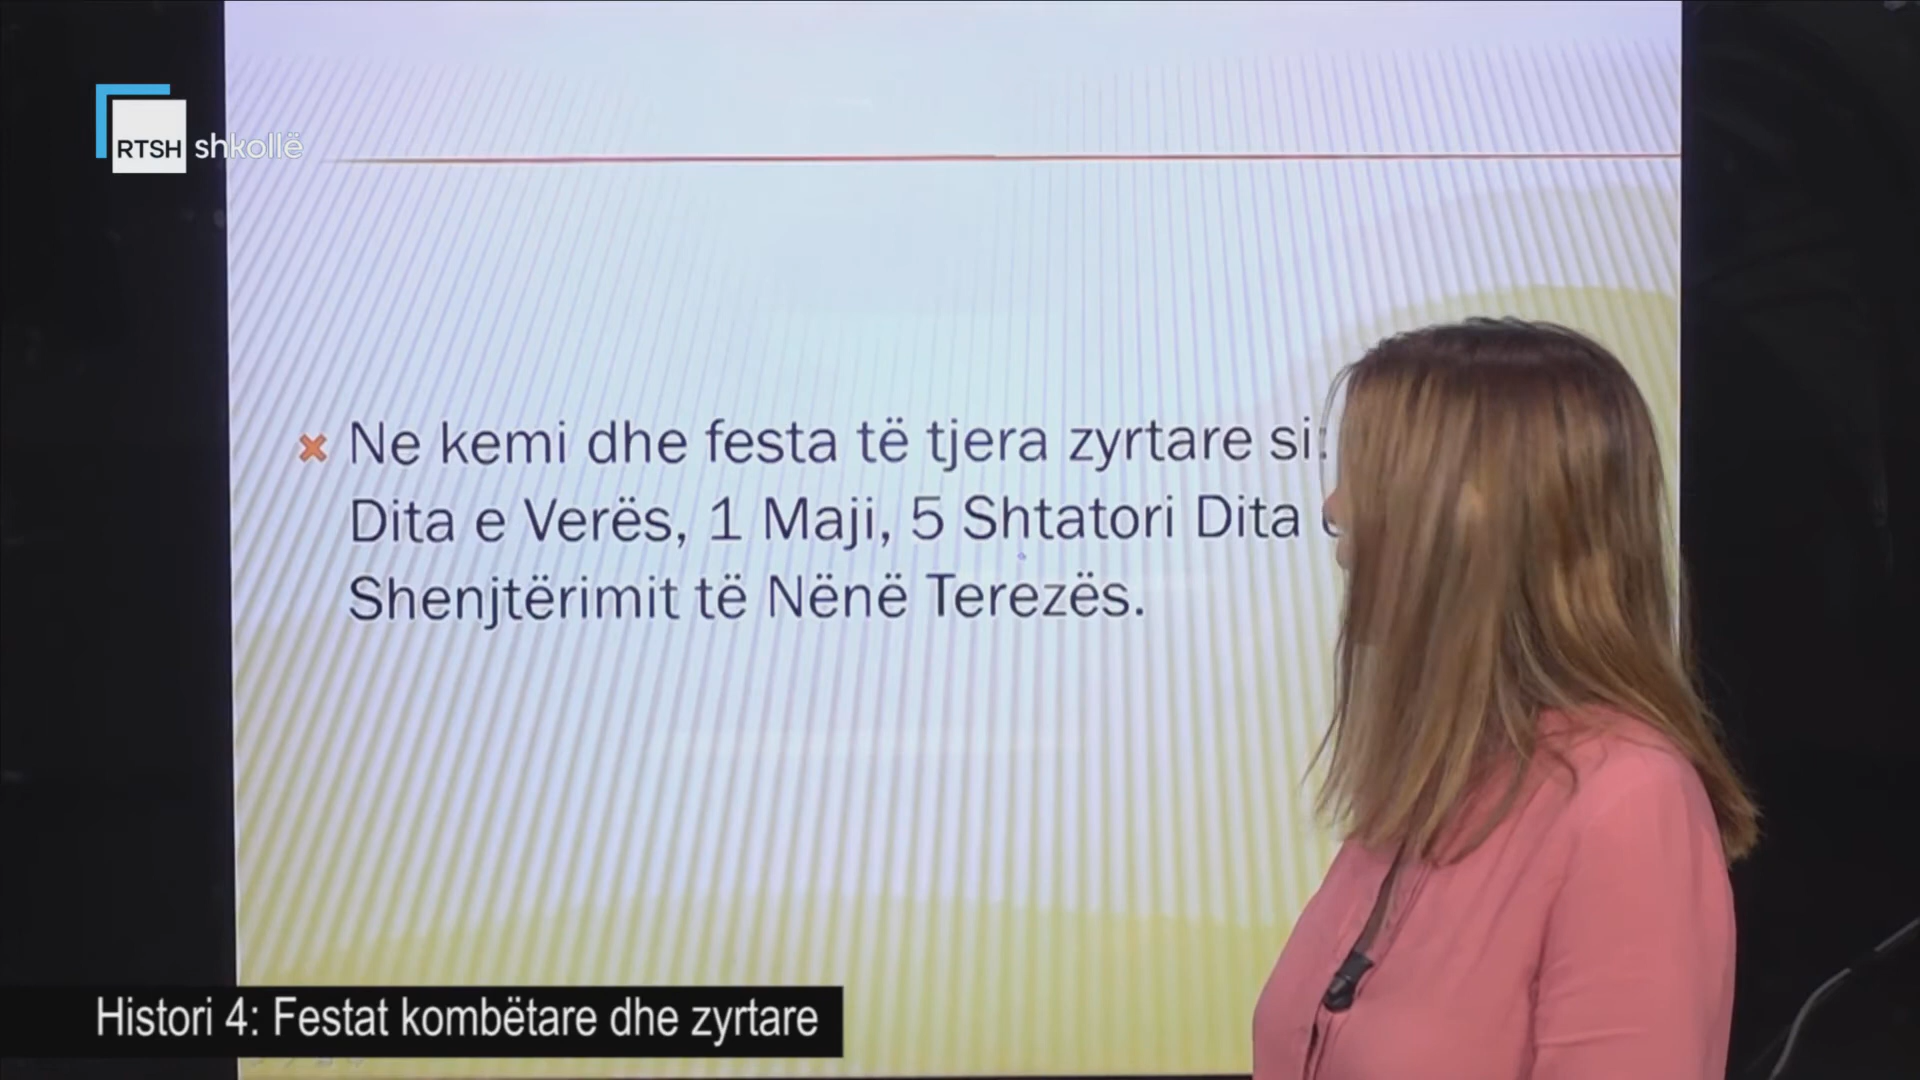 RTSH shkollë
Ne kemi dhe festa të tjera zyrtare si:
Dita e Verës, 1 Maji, 5 Shtatori Dita e
Shenjtërimit të Nënë Terezës.
Histori 4: Festat kombëtare dhe zyrtare